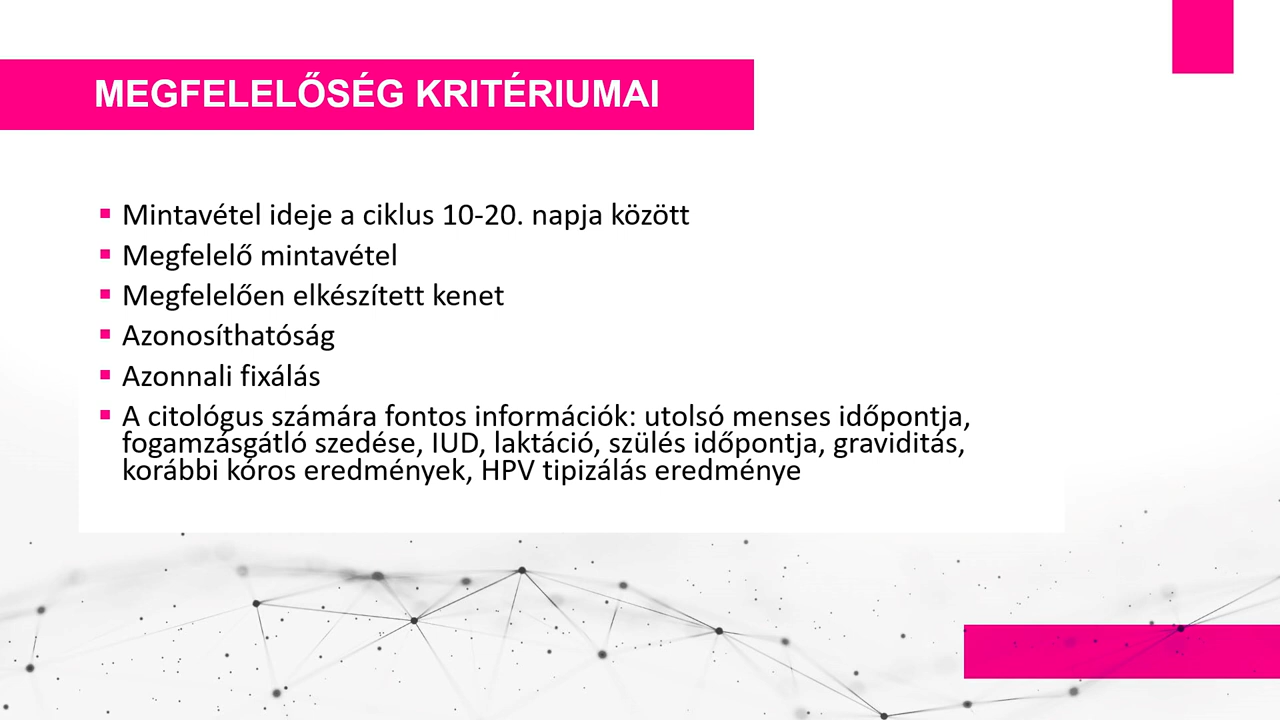 MEGFELELŐSÉG KRITÉRIUMAI
▪ Mintavétel ideje a ciklus 10-20. napja között
▪ Megfelelő mintavétel
▪ Megfelelően elkészített kenet
▪ Azonosíthatóság
▪ Azonnali fixálás
▪ A citológus számára fontos információk: utolsó menses időpontja,
fogamzásgátló szedése, IUD, laktáció, szülés időpontja, graviditás,
korábbi kóros eredmények, HPV tipizálás eredménye